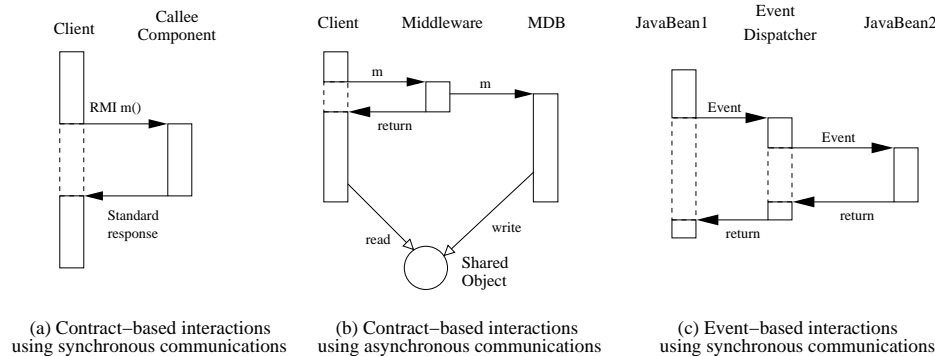 Client
Callee
Component
RMI m()
Standard
response
(a) Contract−based interactions
using synchronous communications
Client
Middleware
MDB
m
m
return
read
write
Shared
Object
(b) Contract−based interactions
using asynchronous communications
JavaBean1
Event
Dispatcher
JavaBean2
Event
Event
return
return
(c) Event−based interactions
using synchronous communications